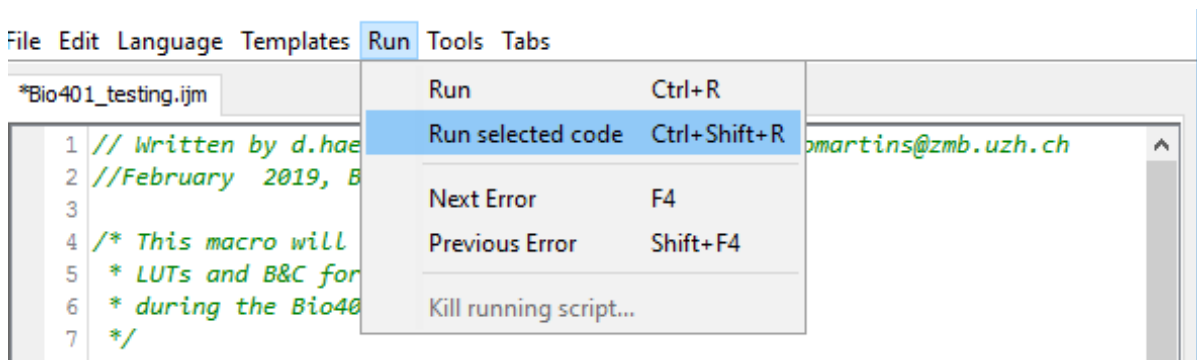 File Edit Language Templates Run Tools Tabs
*Bio401_testing.ijm
Run Ctrl+R
Run selected code Ctrl+Shift+R
Next Error F4
Previous Error Shift+F4
Kill running script...
1 // Written by d.hae omartins@zmb.uzh.ch
2 //February 2019, B
3
4 /* This macro will
5 * LUTs and B&C for
6 * during the Bio40
7 */